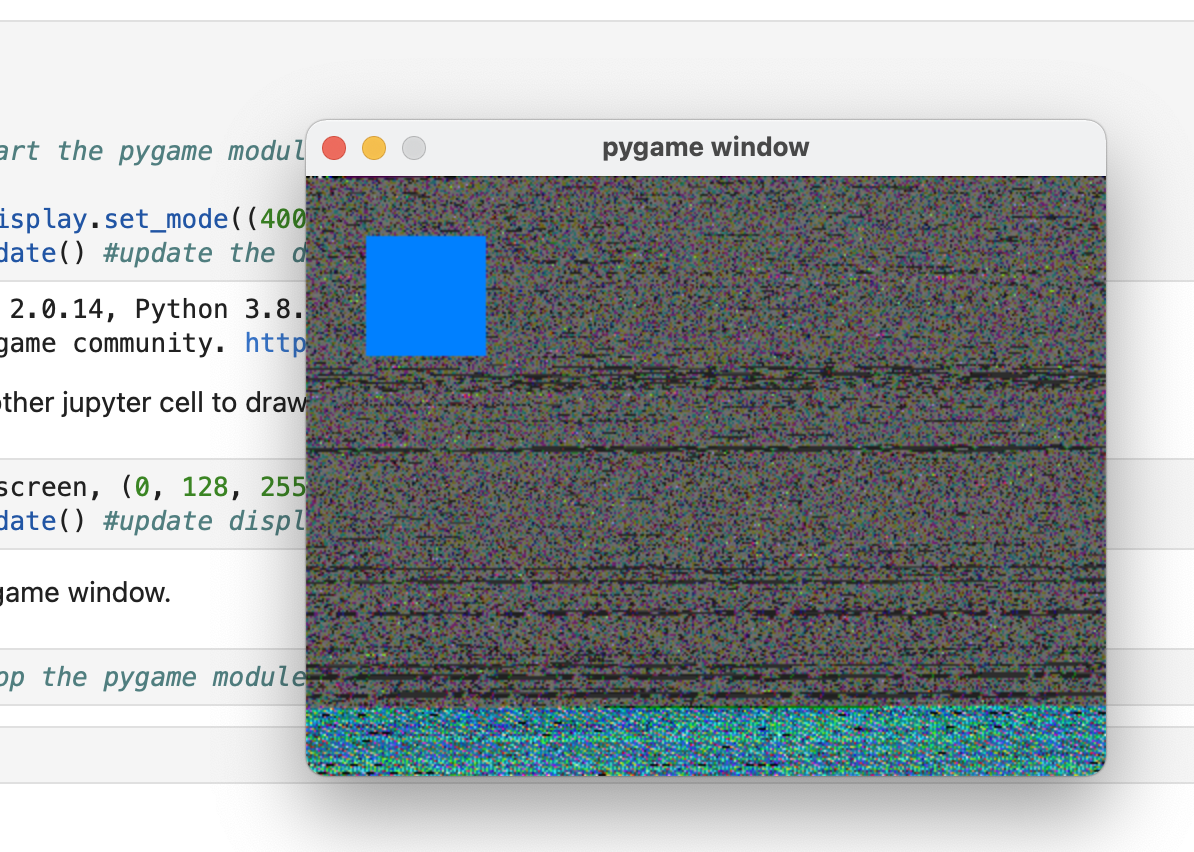 art the pygame modul
pygame window
isplay.set_mode((400
date() #update the d
2.0.14, Python 3.8.
game community. http
other jupyter cell to draw
screen, (0, 128, 255
date() #update displ
game window.
op the pygame module